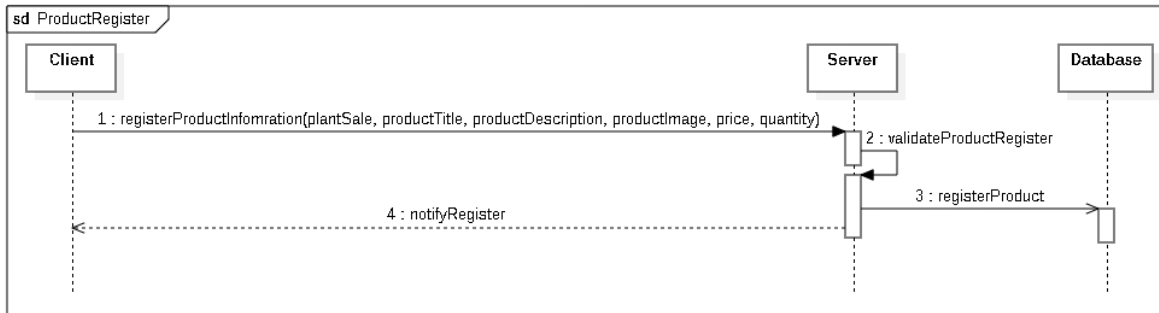 sd ProductRegister
Client
Server
Database
1 : registerProductInfomration(plantSale, productTitle, productDescription, productImage, price, quantity)
2 : validateProductRegister
3 : registerProduct
4 : notifyRegister